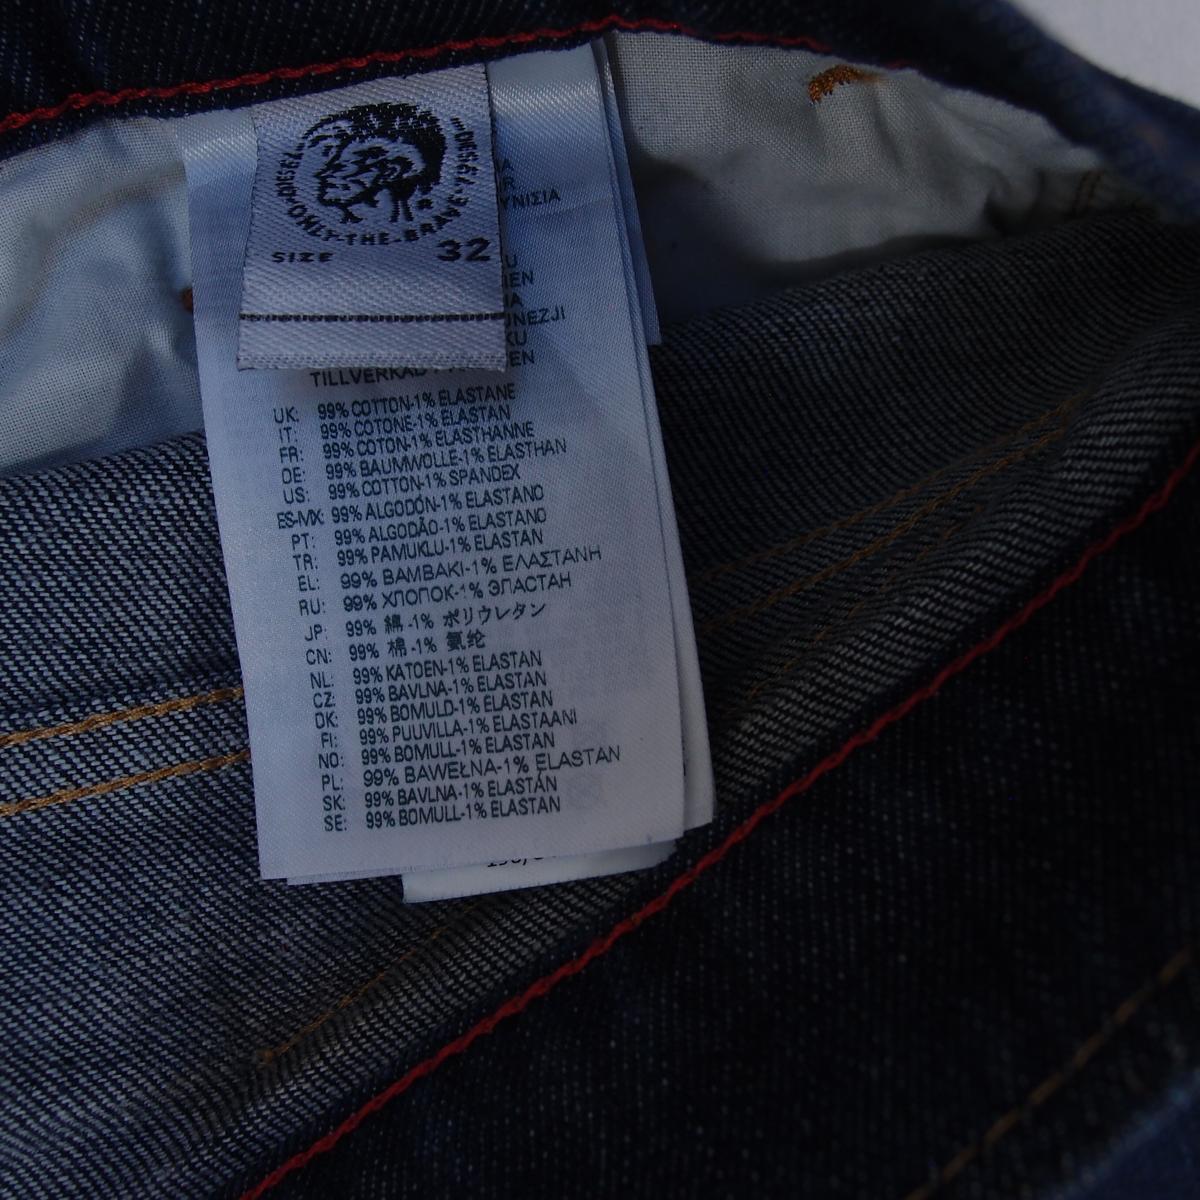 DIESEL · ONLY · THE · BRAVE · DIESEL
SIZE 32
ΥΝΙΣΙΑ
TILLVERKAD
UK: 99% COTTON-1% ELASTANE
IT: 99% COTONE-1% ELASTAN
FR: 99% COTON-1% ELASTHANNE
DE: 99% BAUMWOLLE-1% ELASTHAN
US: 99% COTTON-1% SPANDEX
ES-MX: 99% ALGODÓN-1% ELASTANO
PT: 99% ALGODÃO-1% ELASTANO
TR: 99% PAMUKLU-1% ELASTAN
EL: 99% ΒΑΜΒΑΚΙ-1% ΕΛΑΣΤΑΝΗ
RU: 99% ХЛОПОК-1% ЭЛАСТАН
JP: 99% 綿 -1% ポリウレタン
CN: 99% 棉 -1% 氨纶
NL: 99% KATOEN-1% ELASTAN
CZ: 99% BAVLNA-1% ELASTAN
DK: 99% BOMULD-1% ELASTAN
FI: 99% PUUVILLA-1% ELASTAANI
NO: 99% BOMULL-1% ELASTAN
PL: 99% BAWEŁNA-1% ELASTAN
SK: 99% BAVLNA-1% ELASTAN
SE: 99% BOMULL-1% ELASTAN